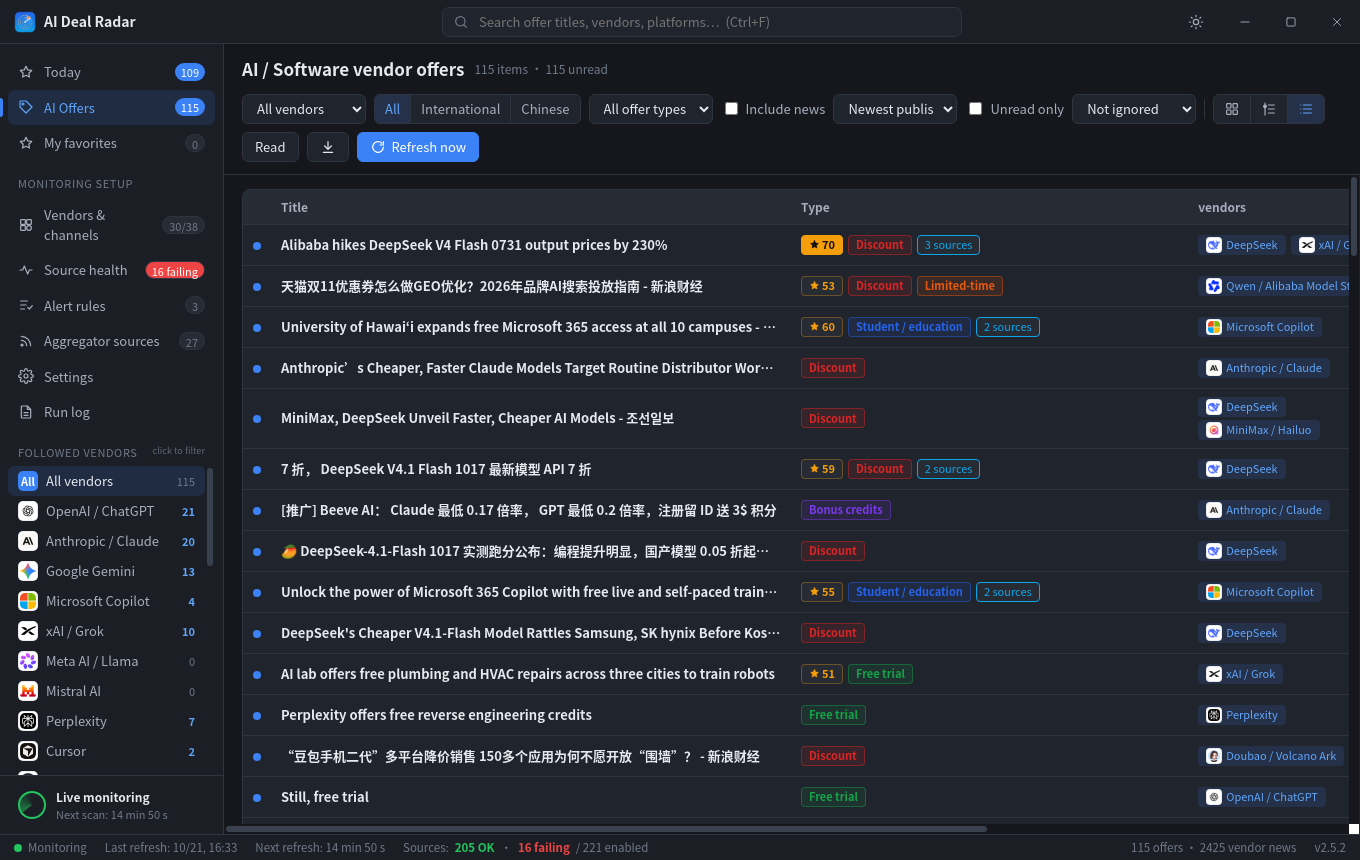 AI Deal Radar
Search offer titles, vendors, platforms… (Ctrl+F)
Today 109
AI Offers 115
My favorites 0
MONITORING SETUP
Vendors & channels 30/38
Source health 16 failing
Alert rules 3
Aggregator sources 27
Settings
Run log
FOLLOWED VENDORS click to filter
All All vendors 115
OpenAI / ChatGPT 21
Anthropic / Claude 20
Google Gemini 13
Microsoft Copilot 4
xAI / Grok 10
Meta AI / Llama 0
Mistral AI 0
Perplexity 7
Cursor 2
Live monitoring
Next scan: 14 min 50 s
AI / Software vendor offers 115 items · 115 unread
All vendors All International Chinese All offer types Include news Newest publis Unread only Not ignored
Read Refresh now
Title Type vendors
Alibaba hikes DeepSeek V4 Flash 0731 output prices by 230% ★ 70 Discount 3 sources DeepSeek xAI / G
天猫双11优惠券怎么做GEO优化？2026年品牌AI搜索投放指南 - 新浪财经 ★ 53 Discount Limited-time Qwen / Alibaba Model St
University of Hawaiʻi expands free Microsoft 365 access at all 10 campuses - … ★ 60 Student / education 2 sources Microsoft Copilot
Anthropic’s Cheaper, Faster Claude Models Target Routine Distributor Wor… Discount Anthropic / Claude
MiniMax, DeepSeek Unveil Faster, Cheaper AI Models - 조선일보 Discount DeepSeek
MiniMax / Hailuo
7 折， DeepSeek V4.1 Flash 1017 最新模型 API 7 折 ★ 59 Discount 2 sources DeepSeek
[推广] Beeve AI： Claude 最低 0.17 倍率， GPT 最低 0.2 倍率，注册留 ID 送 3$ 积分 Bonus credits Anthropic / Claude
🥭 DeepSeek-4.1-Flash 1017 实测跑分公布：编程提升明显，国产模型 0.05 折起… Discount DeepSeek
Unlock the power of Microsoft 365 Copilot with free live and self-paced train… ★ 55 Student / education 2 sources Microsoft Copilot
DeepSeek's Cheaper V4.1-Flash Model Rattles Samsung, SK hynix Before Kos… Discount DeepSeek
AI lab offers free plumbing and HVAC repairs across three cities to train robots ★ 51 Free trial xAI / Grok
Perplexity offers free reverse engineering credits Free trial Perplexity
“豆包手机二代”多平台降价销售 150多个应用为何不愿开放“围墙”？ - 新浪财经 Discount Doubao / Volcano Ark
Still, free trial Free trial OpenAI / ChatGPT
Monitoring Last refresh: 10/21, 16:33 Next refresh: 14 min 50 s Sources: 205 OK · 16 failing / 221 enabled 115 offers · 2425 vendor news v2.5.2